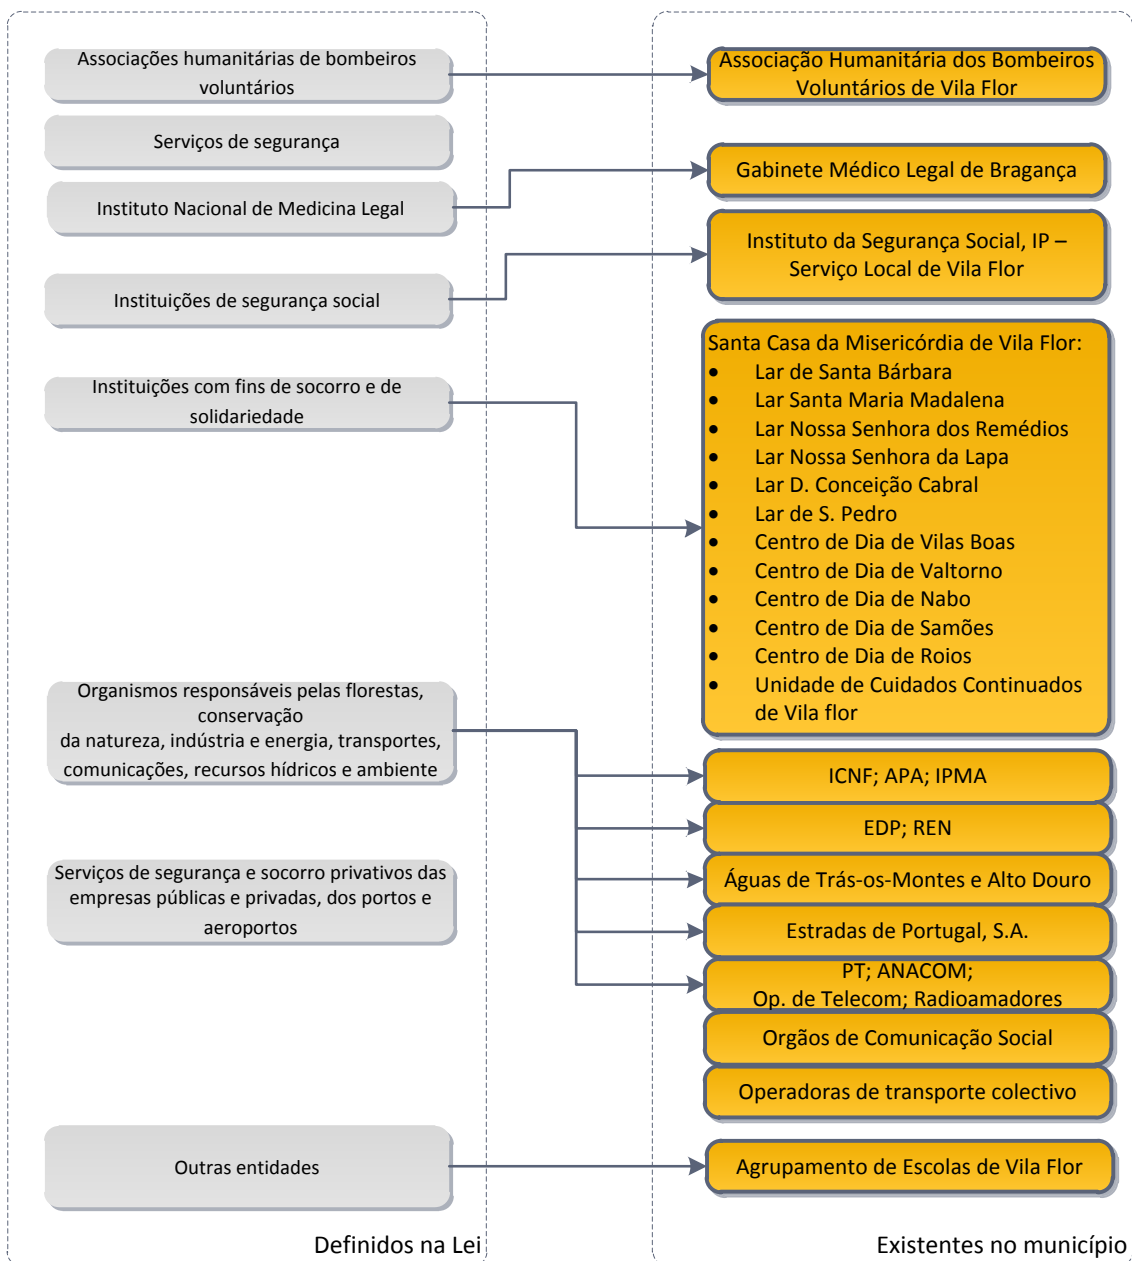 Associações humanitárias de bombeiros
voluntários
Serviços de segurança
Instituto Nacional de Medicina Legal
Instituições de segurança social
Instituições com fins de socorro e de
solidariedade
Organismos responsáveis pelas florestas,
conservação
da natureza, indústria e energia, transportes,
comunicações, recursos hídricos e ambiente
Serviços de segurança e socorro privativos das
empresas públicas e privadas, dos portos e
aeroportos
Outras entidades
Definidos na Lei
Associação Humanitária dos Bombeiros
Voluntários de Vila Flor
Gabinete Médico Legal de Bragança
Instituto da Segurança Social, IP –
Serviço Local de Vila Flor
Santa Casa da Misericórdia de Vila Flor:
• Lar de Santa Bárbara
• Lar Santa Maria Madalena
• Lar Nossa Senhora dos Remédios
• Lar Nossa Senhora da Lapa
• Lar D. Conceição Cabral
• Lar de S. Pedro
• Centro de Dia de Vilas Boas
• Centro de Dia de Valtorno
• Centro de Dia de Nabo
• Centro de Dia de Samões
• Centro de Dia de Roios
• Unidade de Cuidados Continuados
de Vila flor
ICNF; APA; IPMA
EDP; REN
Águas de Trás-os-Montes e Alto Douro
Estradas de Portugal, S.A.
PT; ANACOM;
Op. de Telecom; Radioamadores
Orgãos de Comunicação Social
Operadoras de transporte colectivo
Agrupamento de Escolas de Vila Flor
Existentes no município